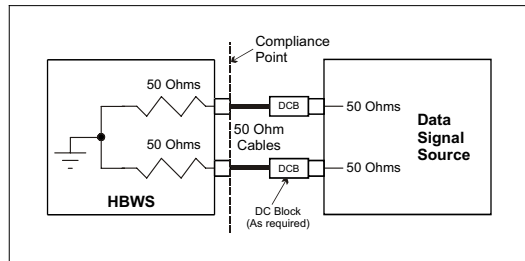 Compliance
Point
50 Ohms
DCB
50 Ohms
50 Ohm
Cables
Data
Signal
Source
50 Ohms
DCB
50 Ohms
HBWS
DC Block
(As required)